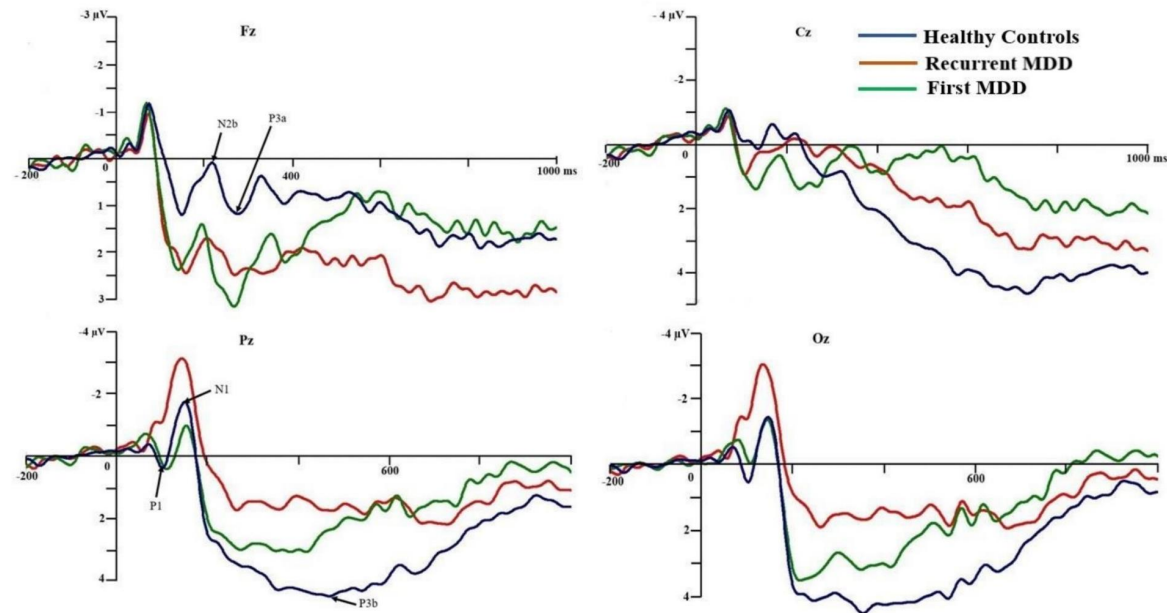 -3 µV
Fz
-2
-1
N2b
P3a
0
- 200
400
1000 ms
1
2
3
- 4 µV
Cz
-2
0
-200
1000 ms
2
4
Healthy Controls
Recurrent MDD
First MDD
-4 µV
Pz
-2
N1
0
-200
600
P1
2
4
P3b
-4 µV
Oz
-2
0
-200
600
2
4